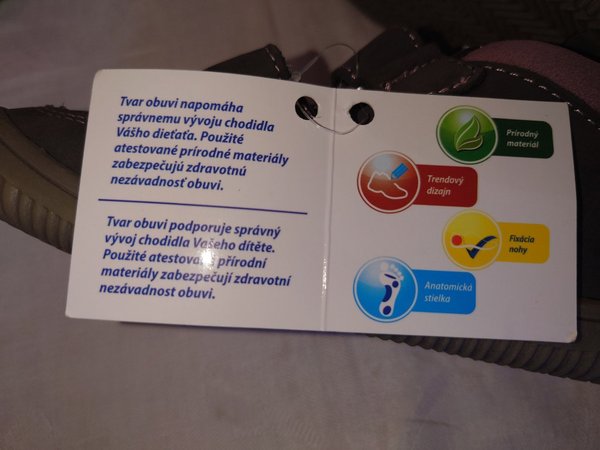 Tvar obuvi napomáha
správnemu vývoju chodidla
Vášho dieťaťa. Použité
atestované prírodné materiály
zabezpečujú zdravotnú
nezávadnosť obuvi.
Tvar obuvi podporuje správný
vývoj chodidla Vašeho dítěte.
Použité atestované přírodní
materiály zabezpečují zdravotní
nezávadnost obuvi.
Prírodný
materiál
Trendový
dizajn
Fixácia
nohy
Anatomická
stielka